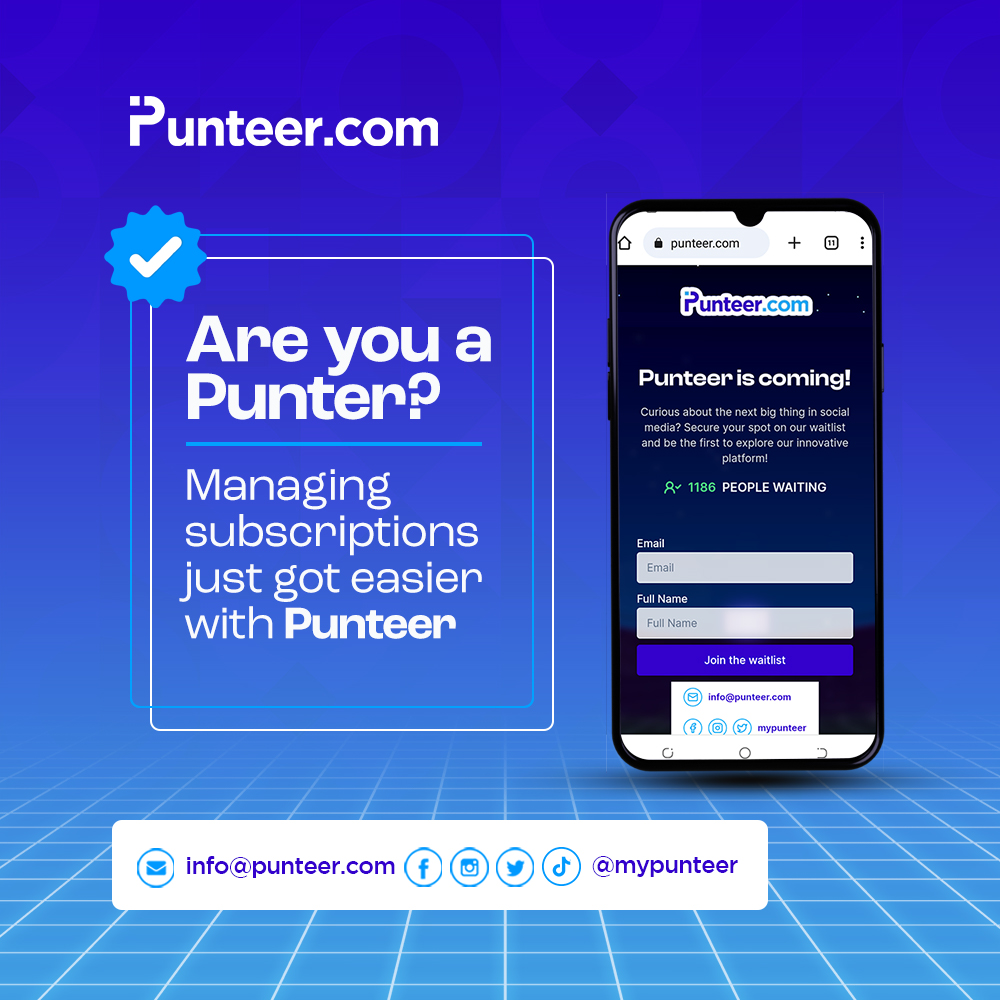 Punteer.com
Are you a
Punter?
Managing
subscriptions
just got easier
with Punteer
punteer.com
11
Punteer.com
Punteer is coming!
Curious about the next big thing in social
media? Secure your spot on our waitlist
and be the first to explore our innovative
platform!
1186 PEOPLE WAITING
Email
Email
Full Name
Full Name
Join the waitlist
info@punteer.com
mypunteer
info@punteer.com
@mypunteer